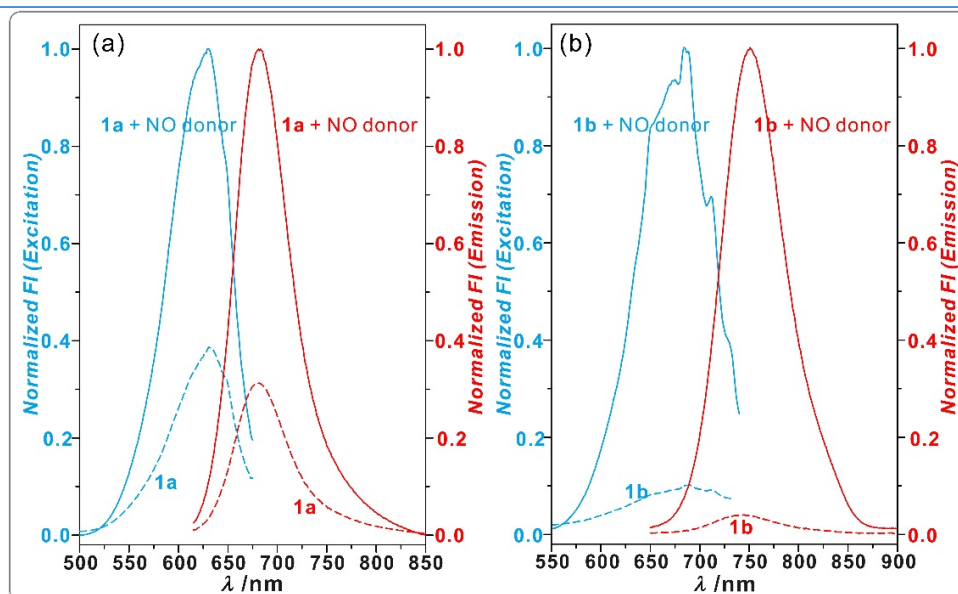 (a)
1.0
0.8
0.6
0.4
0.2
0.0
Normalized FI (Excitation)
1a + NO donor
1a + NO donor
1a
1a
1.0
0.8
0.6
0.4
0.2
0.0
Normalized FI (Emission)
500 550 600 650 700 750 800 850
λ /nm
(b)
1.0
0.8
0.6
0.4
0.2
0.0
Normalized FI (Excitation)
1b + NO donor
1b + NO donor
1b
1b
1.0
0.8
0.6
0.4
0.2
0.0
Normalized FI (Emission)
550 600 650 700 750 800 850 900
λ /nm